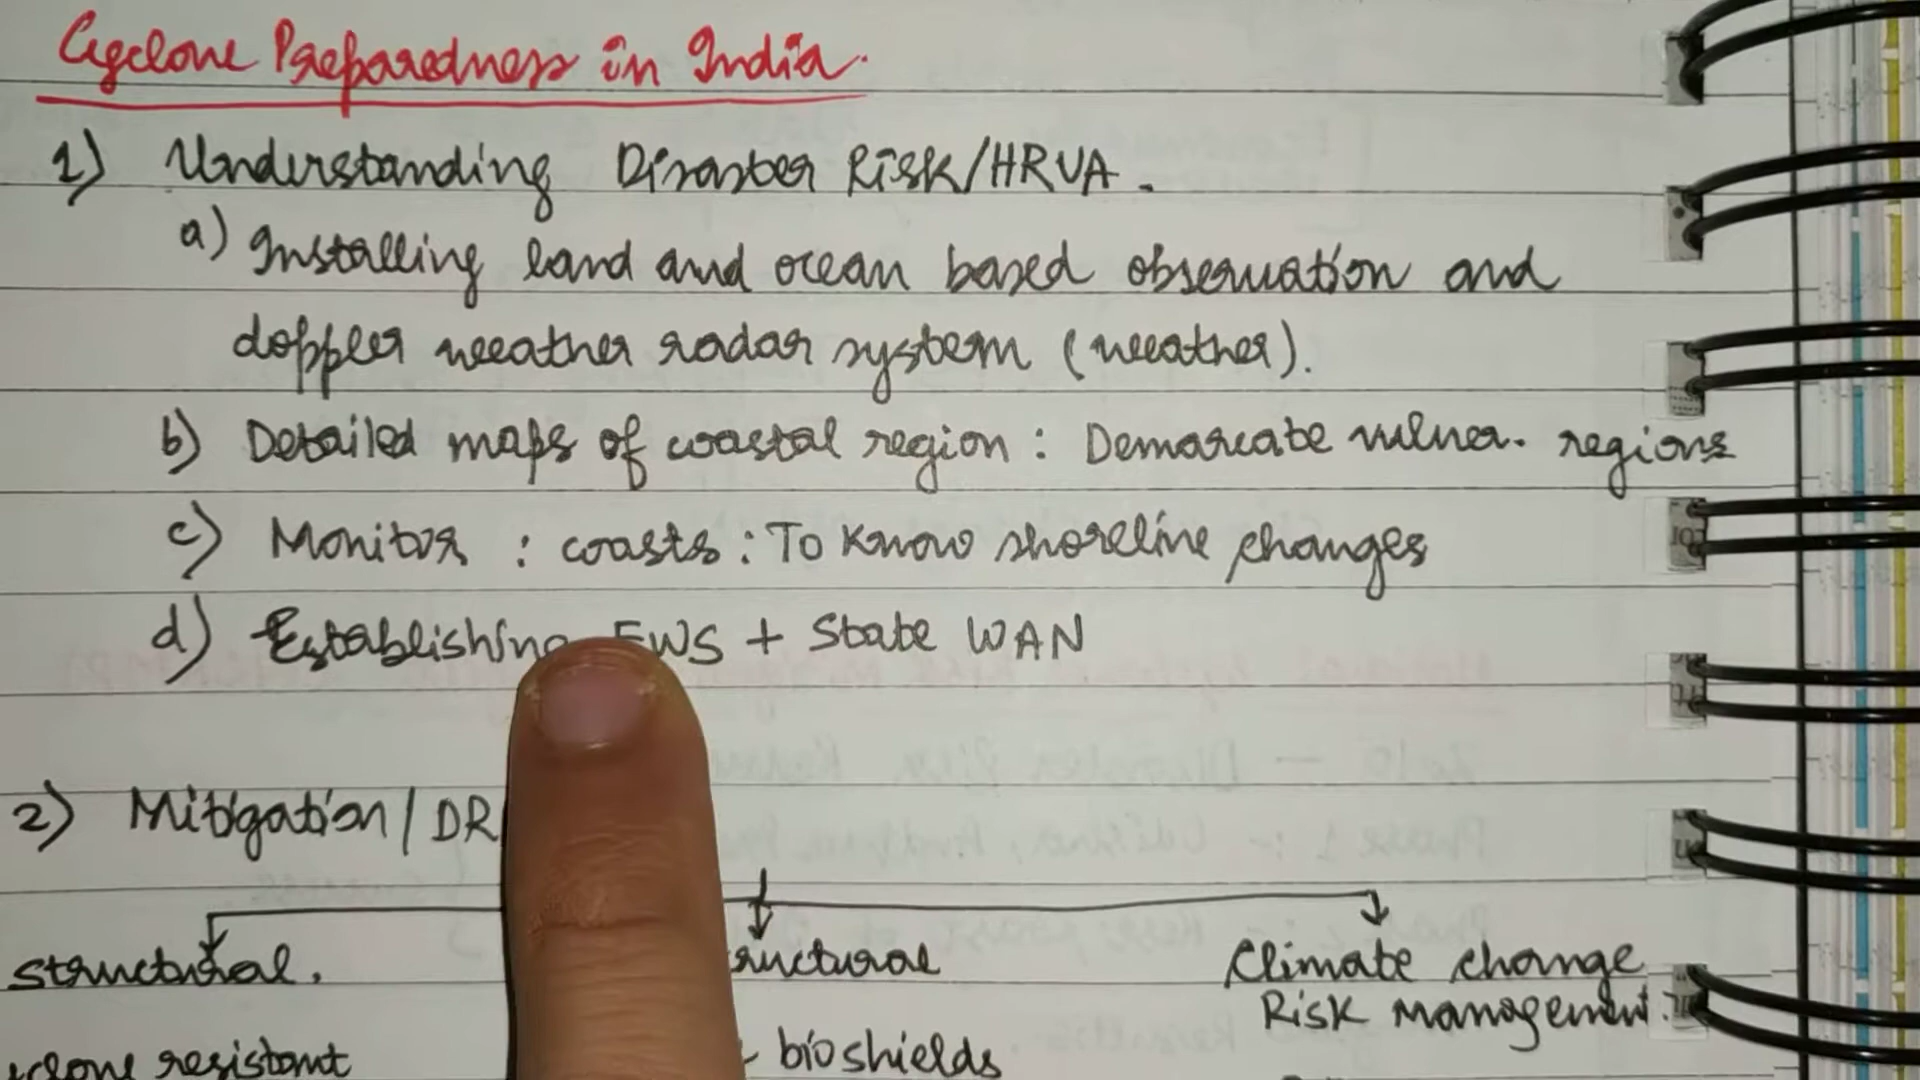 Cyclone Preparedness in India.
1) Understanding Disaster Risk/HRVA.
a) Installing land and ocean based observation and
doppler weather radar system (weather).
b) Detailed maps of coastal region : Demarcate vulner. regions
c) Monitor : coasts : To know shoreline changes
d) Establishing EWS + State WAN
2) Mitigation/DR
structural. Climate change
Risk management.
resistant bioshields